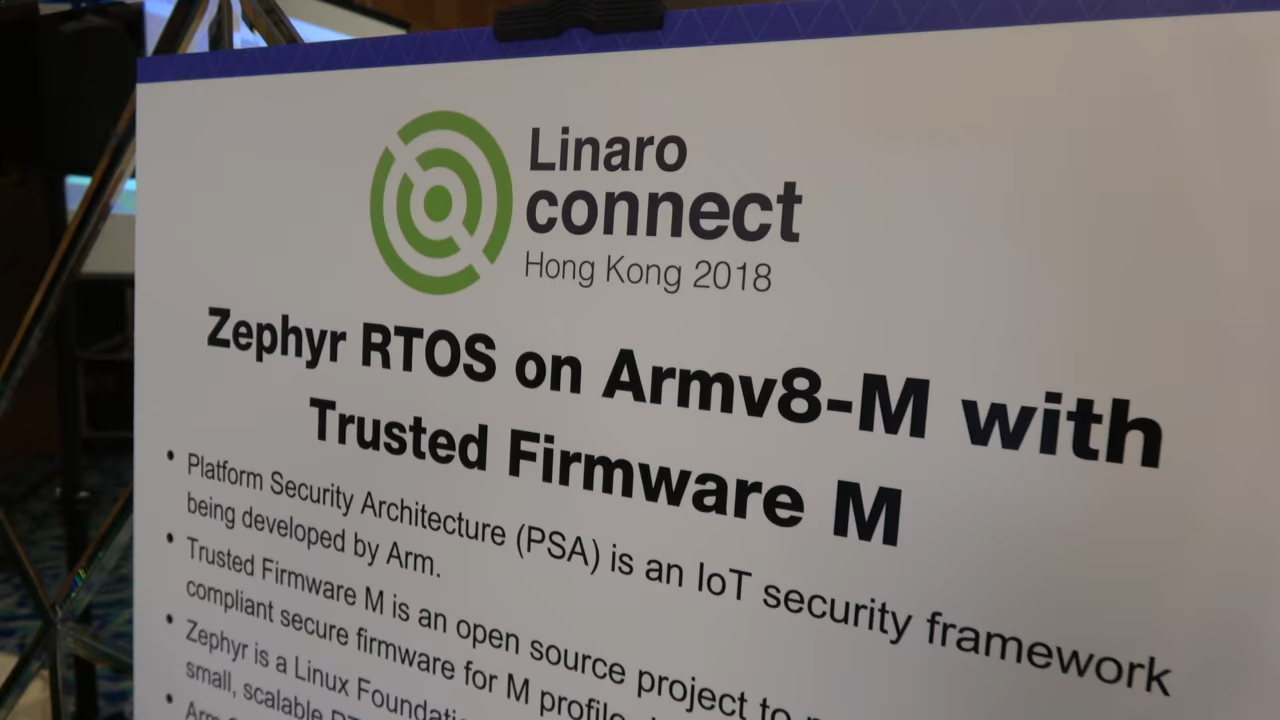 Linaro
connect
Hong Kong 2018
Zephyr RTOS on Armv8-M with
Trusted Firmware M
• Platform Security Architecture (PSA) is an IoT security framework
being developed by Arm.
• Trusted Firmware M is an open source project to
compliant secure firmware for M profile
• Zephyr is a Linux
small, scalable